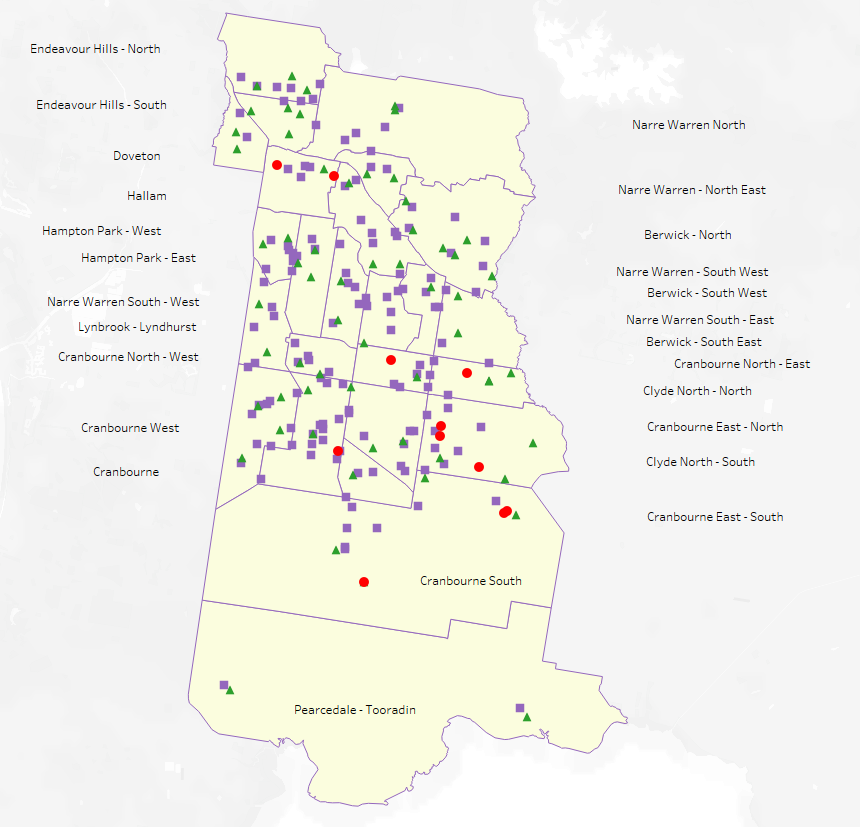 Endeavour Hills - North
Endeavour Hills - South
Doveton
Hallam
Hampton Park - West
Hampton Park - East
Narre Warren South - West
Lynbrook - Lyndhurst
Cranbourne North - West
Cranbourne West
Cranbourne
Narre Warren North
Narre Warren - North East
Berwick - North
Narre Warren - South West
Berwick - South West
Narre Warren South - East
Berwick - South East
Cranbourne North - East
Clyde North - North
Cranbourne East - North
Clyde North - South
Cranbourne East - South
Cranbourne South
Pearcedale - Tooradin